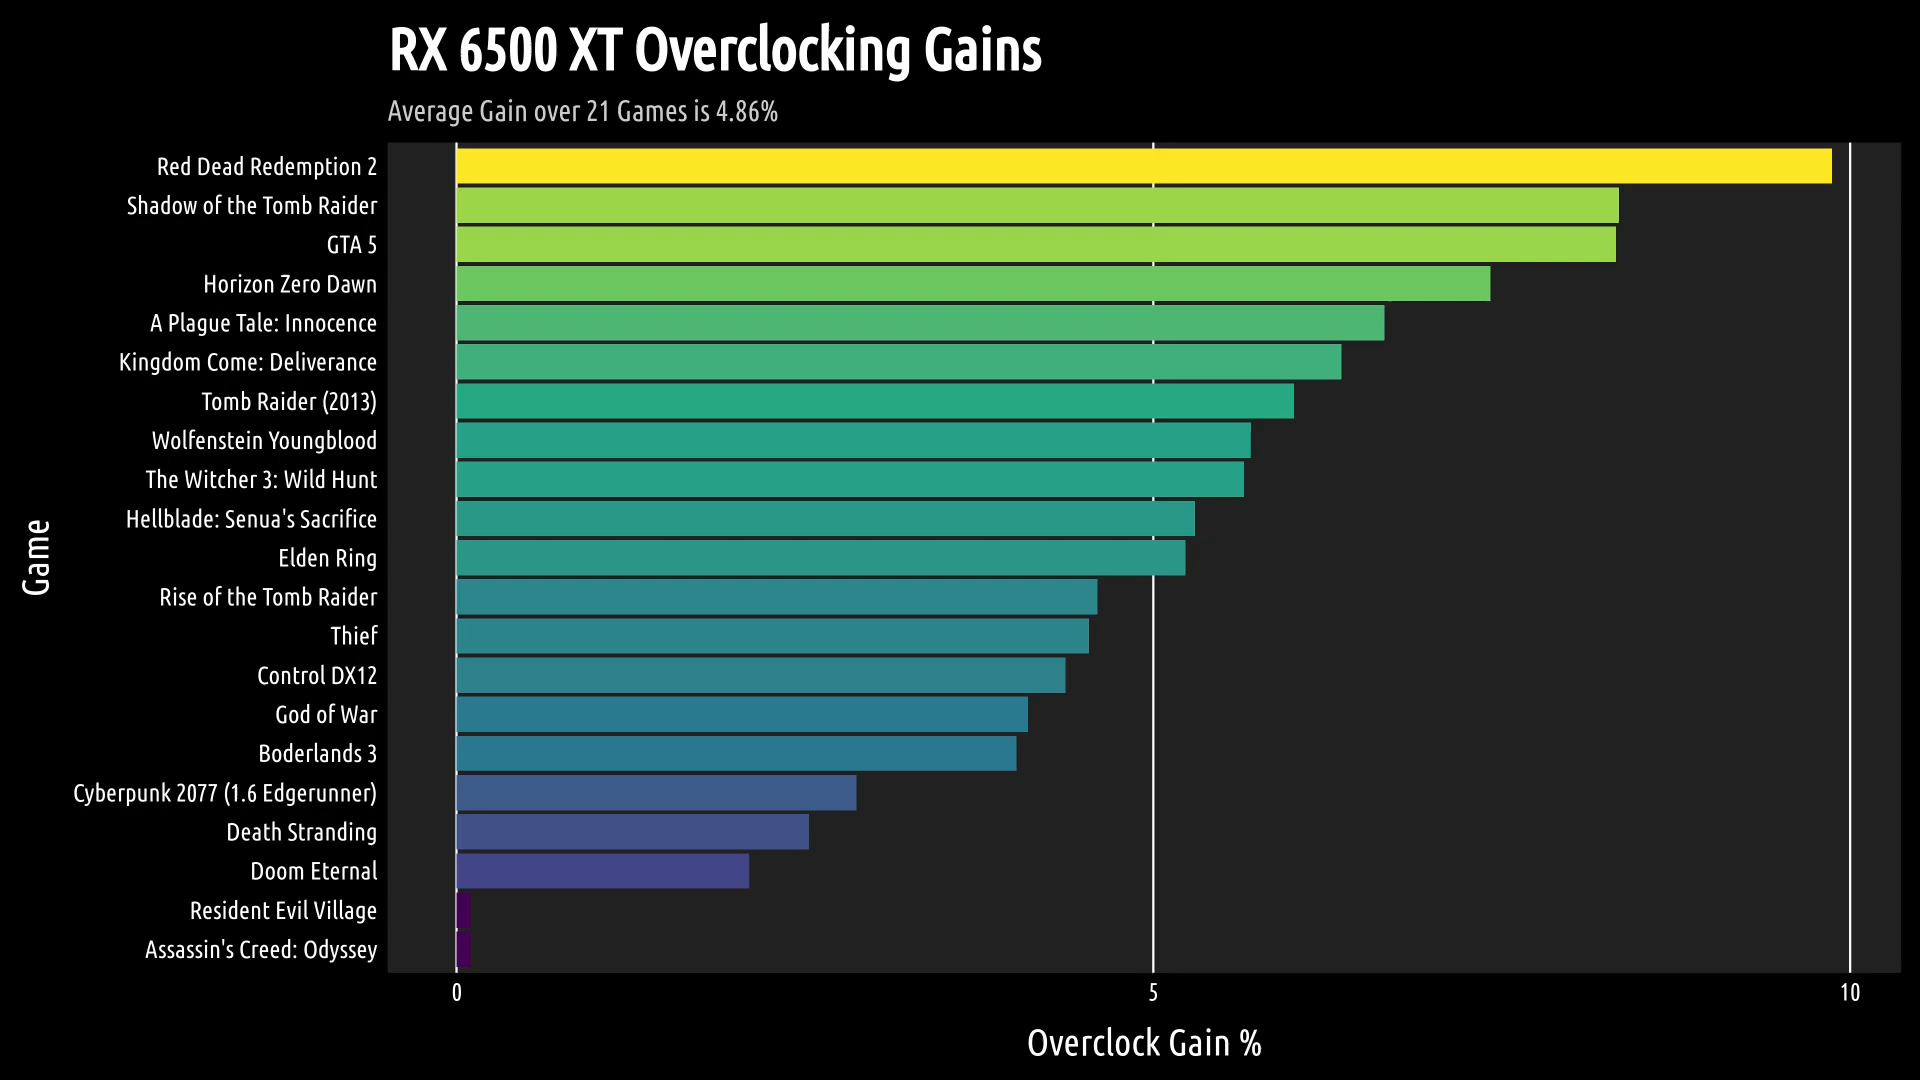 RX 6500 XT Overclocking Gains
Average Gain over 21 Games is 4.86%
Red Dead Redemption 2
Shadow of the Tomb Raider
GTA 5
Horizon Zero Dawn
A Plague Tale: Innocence
Kingdom Come: Deliverance
Tomb Raider (2013)
Wolfenstein Youngblood
The Witcher 3: Wild Hunt
Hellblade: Senua's Sacrifice
Elden Ring
Rise of the Tomb Raider
Thief
Control DX12
God of War
Boderlands 3
Cyberpunk 2077 (1.6 Edgerunner)
Death Stranding
Doom Eternal
Resident Evil Village
Assassin's Creed: Odyssey
Game
0 5 10
Overclock Gain %